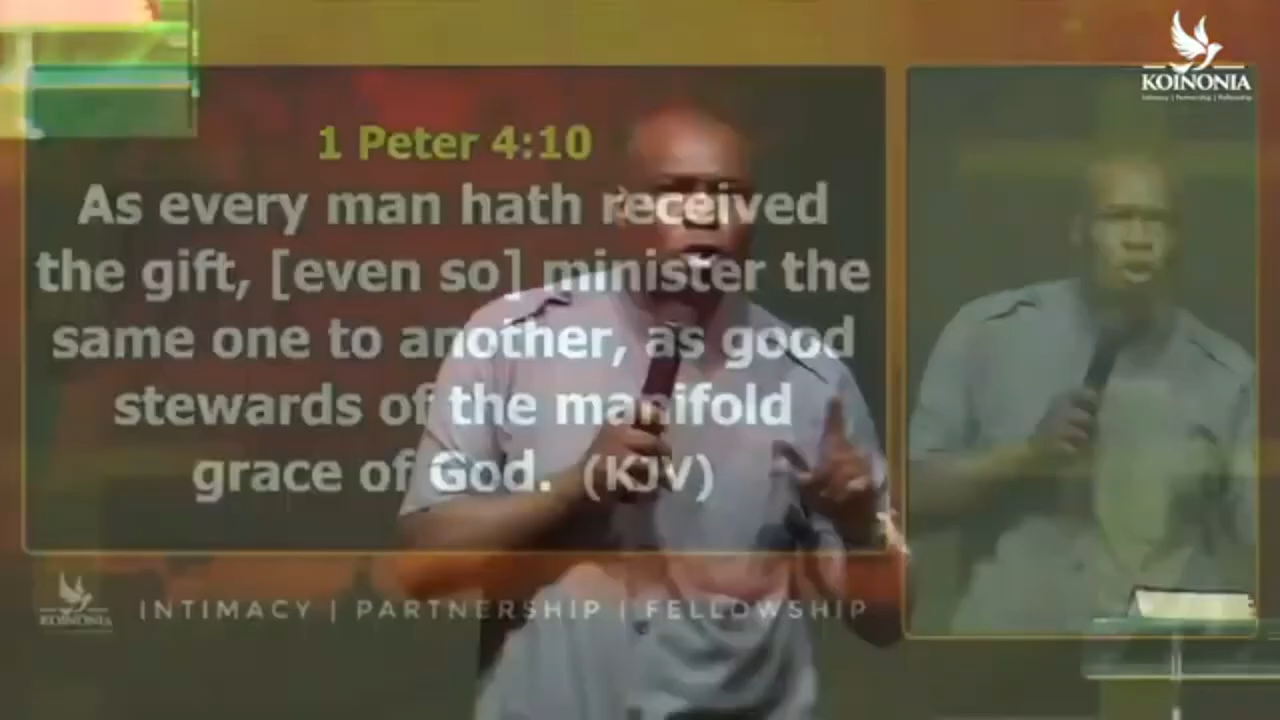 KOINONIA
Intimacy | Partnership | Fellowship
1 Peter 4:10
As every man hath received
the gift, [even so] minister the
same one to another, as good
stewards of the manifold
grace of God. (KJV)
KOINONIA
INTIMACY | PARTNERSHIP | FELLOWSHIP